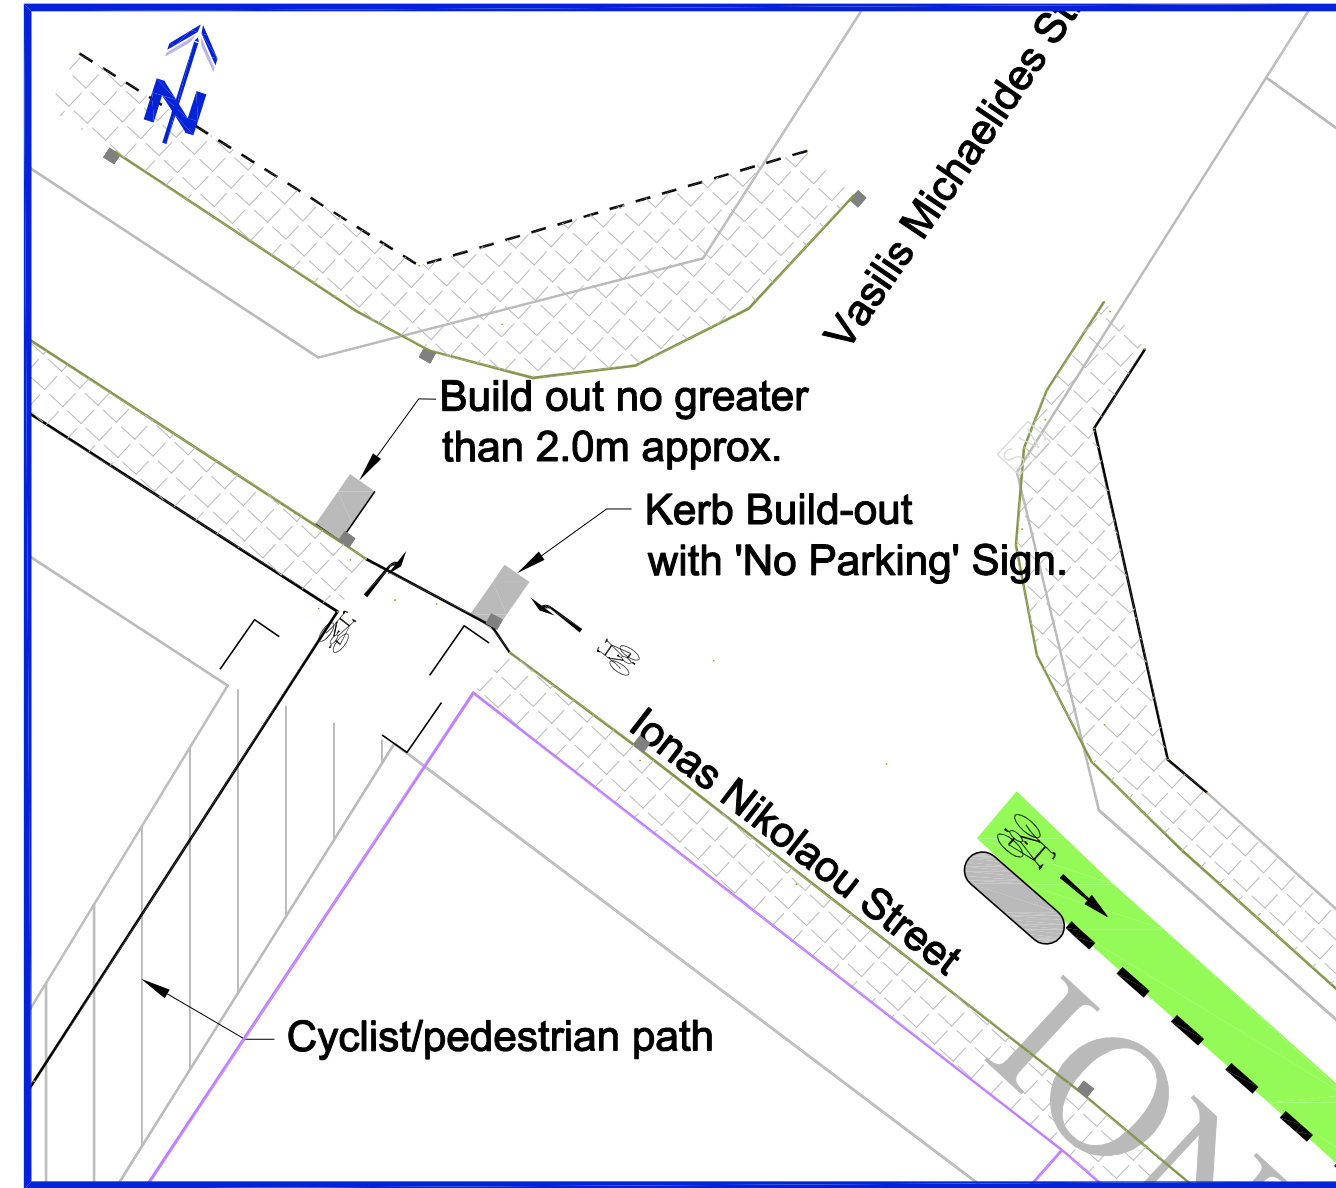 N
Vasilis Michaelides St
Build out no greater
than 2.0m approx.
Kerb Build-out
with 'No Parking' Sign.
Ionas Nikolaou Street
Cyclist/pedestrian path
ION